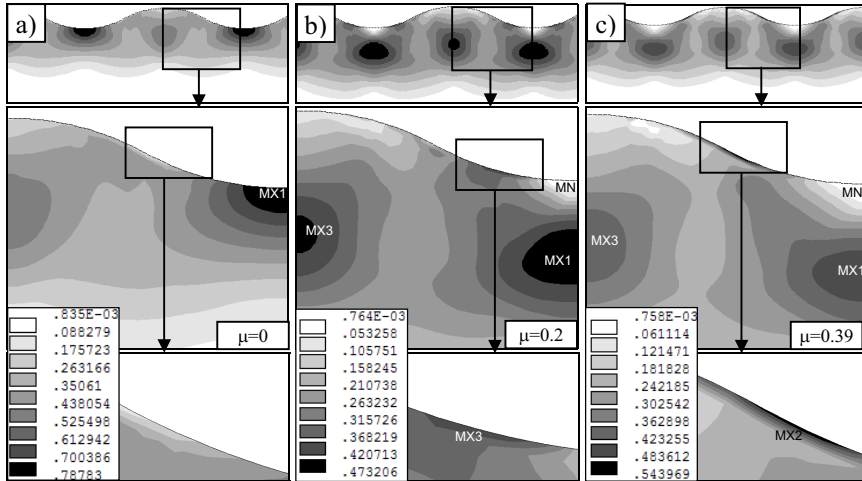 a)
b)
c)
MX1
MX3
MN
MX1
MX3
MN
MX1
μ=0
μ=0.2
μ=0.39
.835E-03
.088279
.175723
.263166
.35061
.438054
.525498
.612942
.700386
.78783
.764E-03
.053258
.105751
.158245
.210738
.263232
.315726
.368219
.420713
.473206
MX3
.758E-03
.061114
.121471
.181828
.242185
.302542
.362898
.423255
.483612
.543969
MX2